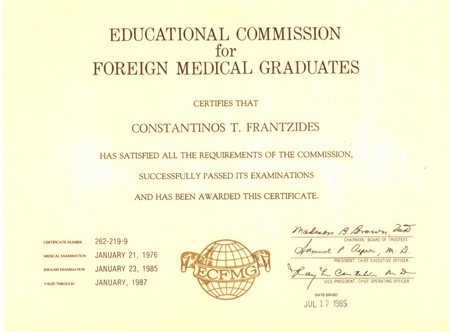 EDUCATIONAL COMMISSION
for
FOREIGN MEDICAL GRADUATES
CERTIFIES THAT
CONSTANTINOS T. FRANTZIDES
HAS SATISFIED ALL THE REQUIREMENTS OF THE COMMISSION,
SUCCESSFULLY PASSED ITS EXAMINATIONS
AND HAS BEEN AWARDED THIS CERTIFICATE.
CERTIFICATE NUMBER 262-219-9
MEDICAL EXAMINATION JANUARY 21, 1976
ENGLISH EXAMINATION JANUARY 23, 1985
VALID THROUGH JANUARY, 1987
ECFMG
Brown
CHAIRMAN, BOARD OF TRUSTEES
Samuel P. M.D.
PRESIDENT, CHIEF EXECUTIVE OFFICER
Ray L. M.D.
VICE PRESIDENT, CHIEF OPERATING OFFICER
DATE ISSUED
JUL 17 1985